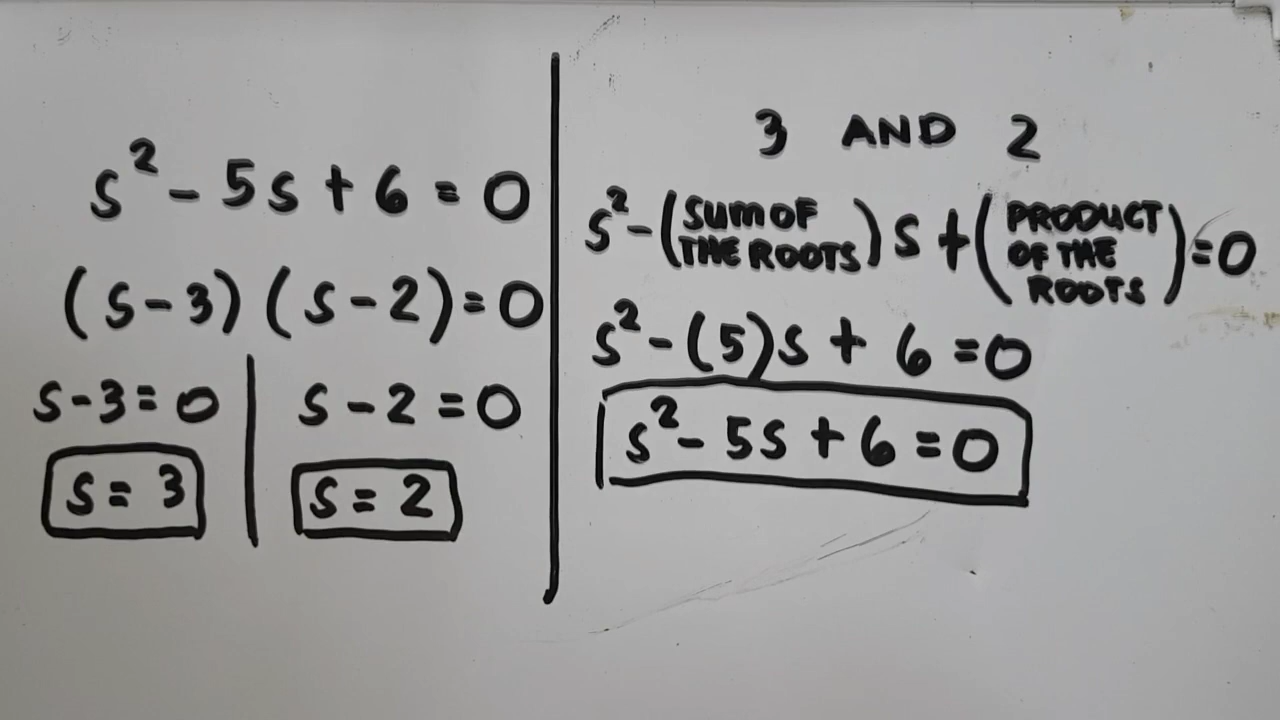 s² - 5s + 6 = 0
(s - 3) (s - 2) = 0
s - 3 = 0
s = 3
s - 2 = 0
s = 2
3 AND 2
s² - (SUM OF THE ROOTS) s + (PRODUCT OF THE ROOTS) = 0
s² - (5)s + 6 = 0
s² - 5s + 6 = 0